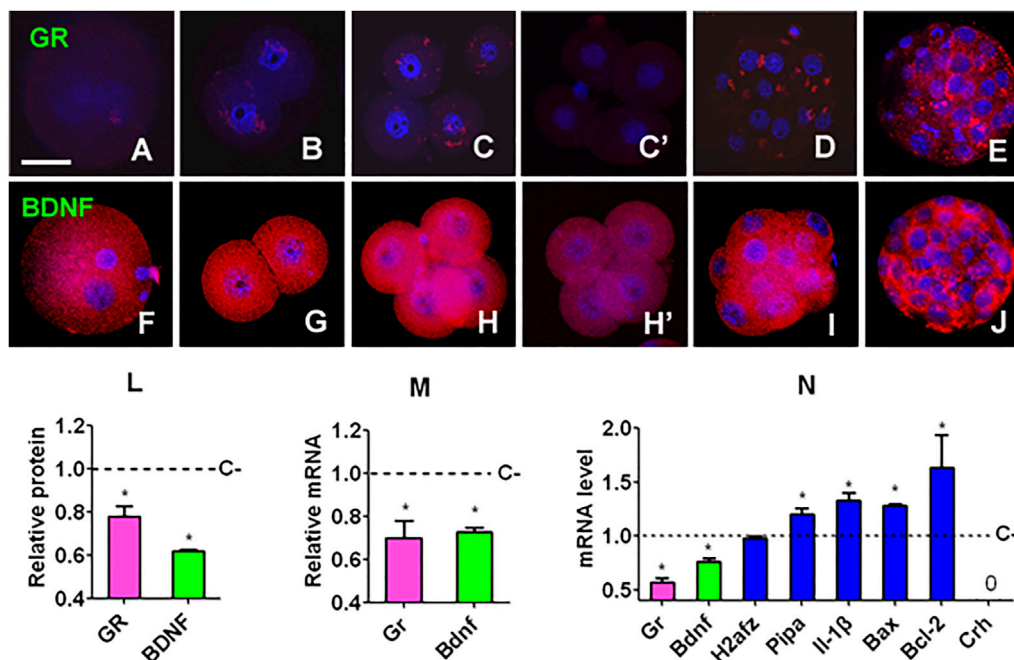 GR
A
B
C
C'
D
E
BDNF
F
G
H
H'
I
J
L
M
N
Relative protein
1.2
1.0
0.8
0.6
0.4
C-
*
*
GR
BDNF
Relative mRNA
1.2
1.0
0.8
0.6
0.4
C-
*
*
Gr
Bdnf
mRNA level
2.0
1.5
1.0
0.5
C-
*
*
*
*
*
*
0
Gr
Bdnf
H2afz
Pipa
Il-1β
Bax
Bcl-2
Crh